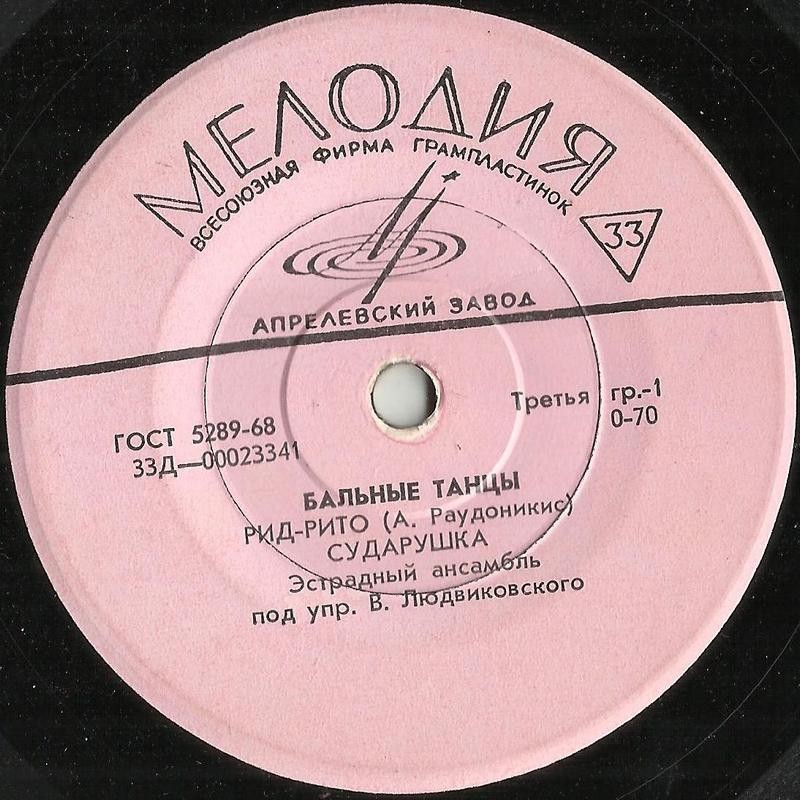 МЕЛОДИЯ
ВСЕСОЮЗНАЯ ФИРМА ГРАМПЛАСТИНОК
33
АПРЕЛЕВСКИЙ ЗАВОД
ГОСТ 5289-68
33Д—00023341
Третья гр.-1
0-70
БАЛЬНЫЕ ТАНЦЫ
РИД-РИТО (А. Раудоникис)
СУДАРУШКА
Эстрадный ансамбль
под упр. В. Людвиковского